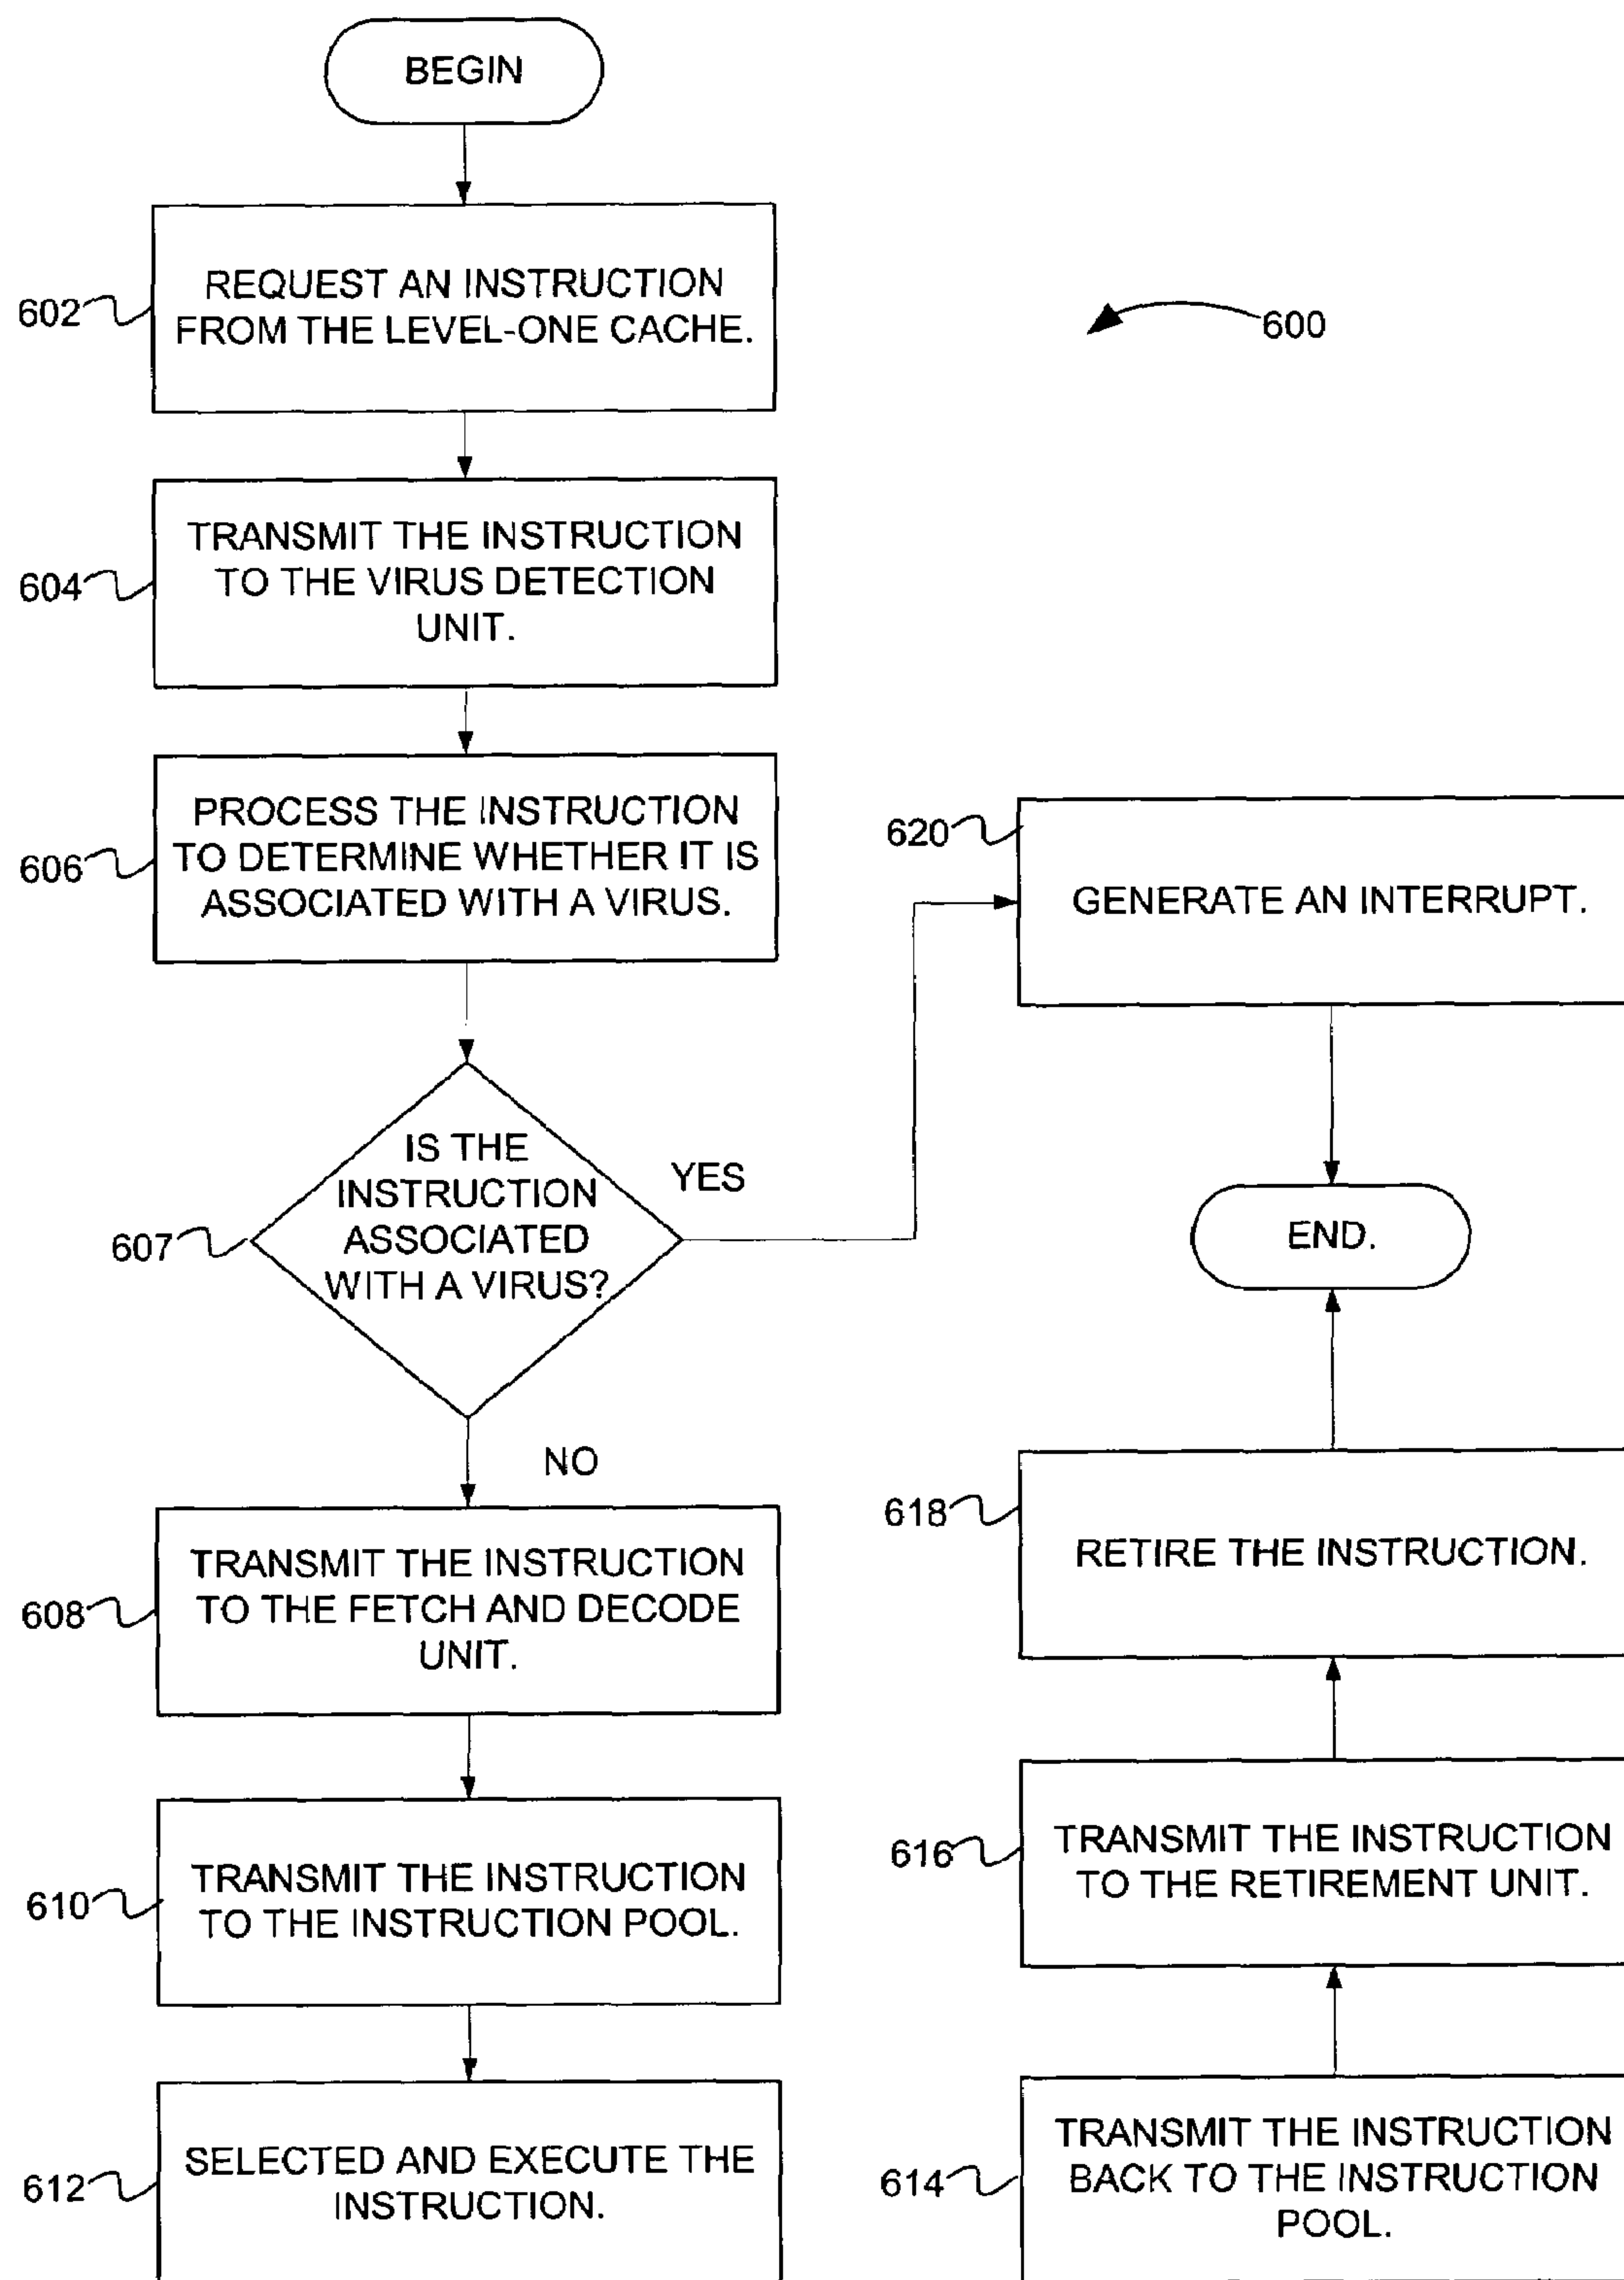 BEGIN
602
REQUEST AN INSTRUCTION
FROM THE LEVEL-ONE CACHE.
600
604
TRANSMIT THE INSTRUCTION
TO THE VIRUS DETECTION
UNIT.
606
PROCESS THE INSTRUCTION
TO DETERMINE WHETHER IT IS
ASSOCIATED WITH A VIRUS.
607
IS THE
INSTRUCTION
ASSOCIATED
WITH A VIRUS?
YES
NO
608
TRANSMIT THE INSTRUCTION
TO THE FETCH AND DECODE
UNIT.
610
TRANSMIT THE INSTRUCTION
TO THE INSTRUCTION POOL.
612
SELECTED AND EXECUTE THE
INSTRUCTION.
620
GENERATE AN INTERRUPT.
END.
618
RETIRE THE INSTRUCTION.
616
TRANSMIT THE INSTRUCTION
TO THE RETIREMENT UNIT.
614
TRANSMIT THE INSTRUCTION
BACK TO THE INSTRUCTION
POOL.